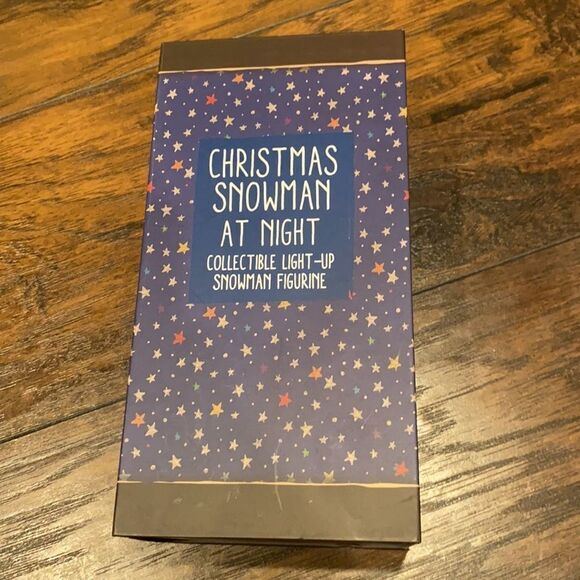 CHRISTMAS
SNOWMAN
AT NIGHT
COLLECTIBLE LIGHT-UP
SNOWMAN FIGURINE